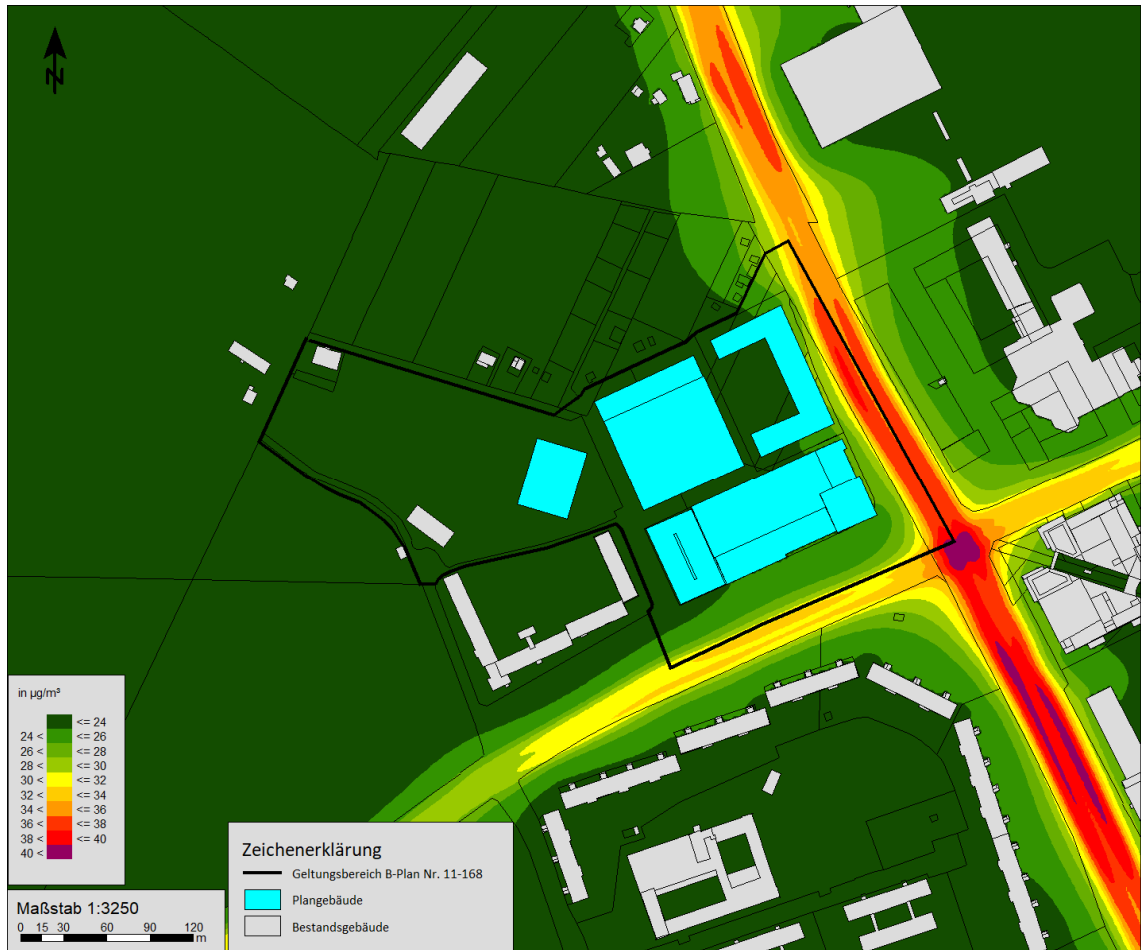 N
in µg/m³
<= 24
24 < <= 26
26 < <= 28
28 < <= 30
30 < <= 32
32 < <= 34
34 < <= 36
36 < <= 38
38 < <= 40
40 <
Zeichenerklärung
Geltungsbereich B-Plan Nr. 11-168
Plangebäude
Bestandsgebäude
Maßstab 1:3250
0 15 30 60 90 120
m